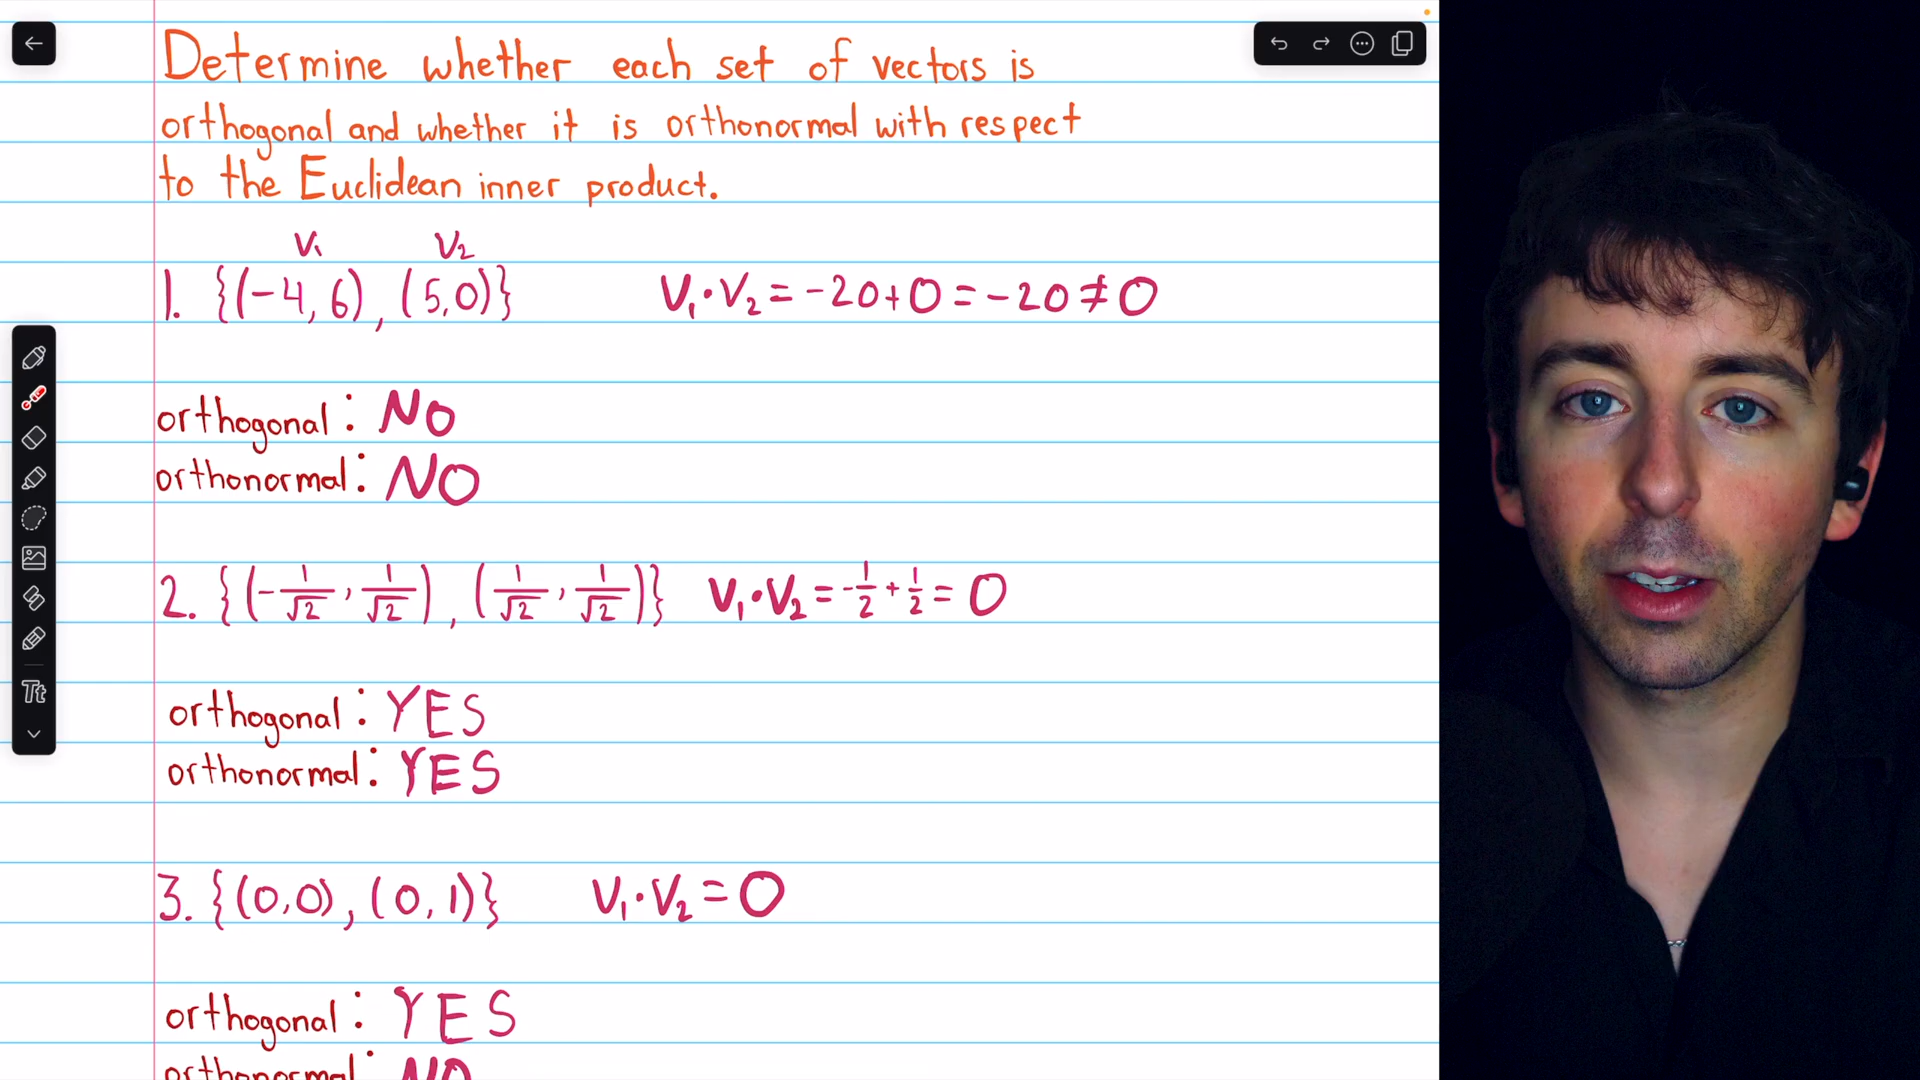 Determine whether each set of vectors is
orthogonal and whether it is orthonormal with respect
to the Euclidean inner product.
V₁ V₂
1. {(-4, 6), (5,0)} V₁·V₂ = -20+0 = -20 ≠ 0
orthogonal: NO
orthonormal: NO
2. {(-1/√2, 1/√2), (1/√2, 1/√2)} V₁·V₂ = -1/2 + 1/2 = 0
orthogonal: YES
orthonormal: YES
3. {(0,0), (0,1)} V₁·V₂ = 0
orthogonal: YES
orthonormal: NO
Tt